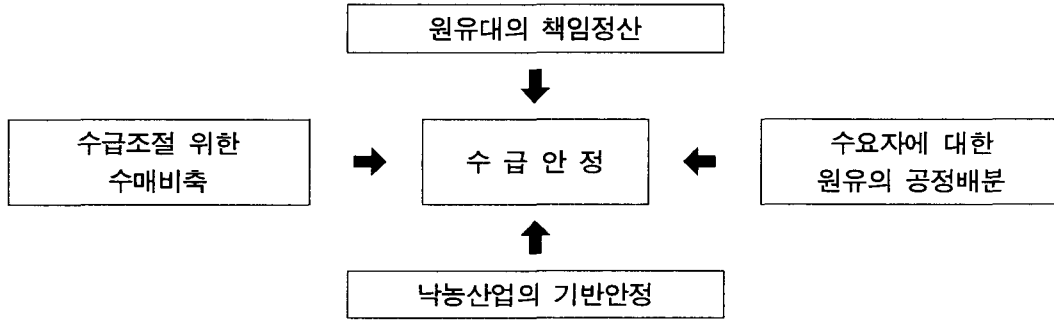 원유대의 책임정산
수급조절 위한
수매비축
수 급 안 정
수요자에 대한
원유의 공정배분
낙농산업의 기반안정